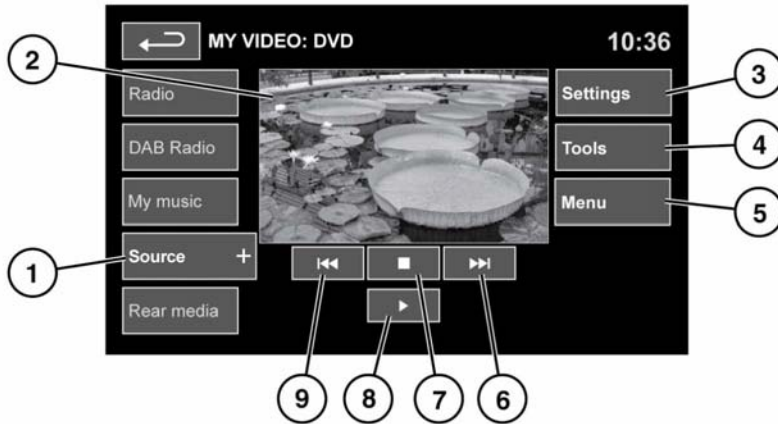 MY VIDEO: DVD 10:36
2
3
Radio
Settings
DAB Radio
Tools
4
My music
Menu
5
1
Source +
Rear media
9
8
7
6